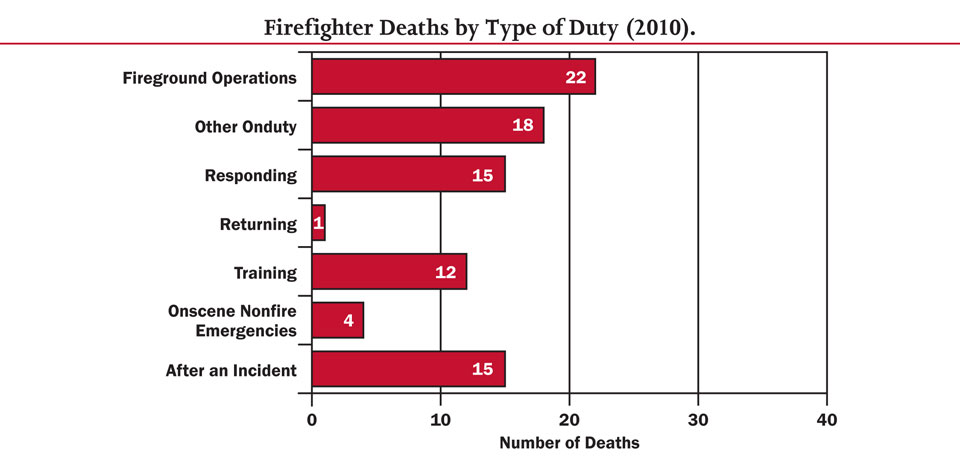 Firefighter Deaths by Type of Duty (2010).
Fireground Operations
22
Other Onduty
18
Responding
15
Returning
1
Training
12
Onscene Nonfire
Emergencies
4
After an Incident
15
0 10 20 30 40
Number of Deaths